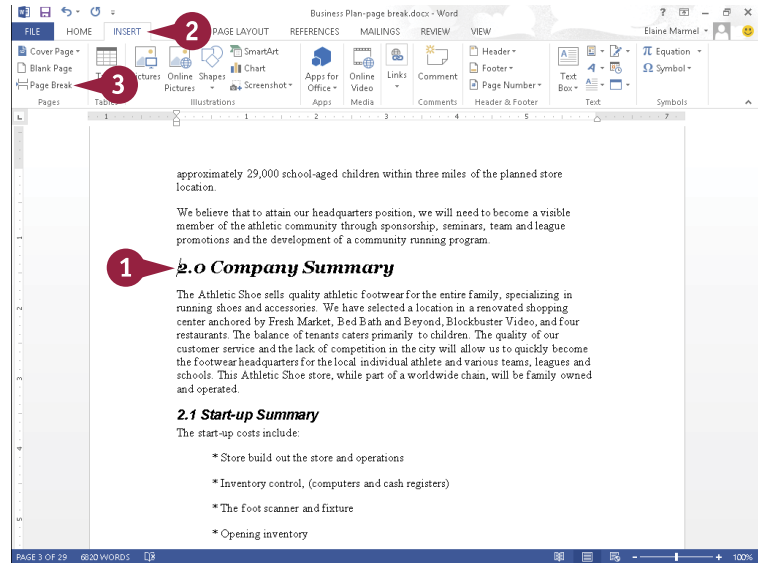 Business Plan-page break.docx - Word
FILE HOME INSERT 2 PAGE LAYOUT REFERENCES MAILINGS REVIEW VIEW Elaine Marmel
Cover Page
Blank Page
Page Break
3
Pages
Online Pictures
Shapes
SmartArt
Chart
Screenshot
Illustrations
Apps for Office
Apps
Online Video
Media
Links
Comment
Comments
Header
Footer
Page Number
Header & Footer
Text Box
Text
π Equation
Ω Symbol
Symbols
L
1 1 2 3 4 5 7
approximately 29,000 school-aged children within three miles of the planned store
location.
We believe that to attain our headquarters position, we will need to become a visible
member of the athletic community through sponsorship, seminars, team and league
promotions and the development of a community running program.
1
2.0 Company Summary
The Athletic Shoe sells quality athletic footwear for the entire family, specializing in
running shoes and accessories. We have selected a location in a renovated shopping
center anchored by Fresh Market, Bed Bath and Beyond, Blockbuster Video, and four
restaurants. The balance of tenants caters primarily to children. The quality of our
customer service and the lack of competition in the city will allow us to quickly become
the footwear headquarters for the local individual athlete and various teams, leagues and
schools. This Athletic Shoe store, while part of a worldwide chain, will be family owned
and operated.
2.1 Start-up Summary
The start-up costs include:
* Store build out the store and operations
* Inventory control, (computers and cash registers)
* The foot scanner and fixture
* Opening inventory
PAGE 3 OF 29 6820 WORDS 100%